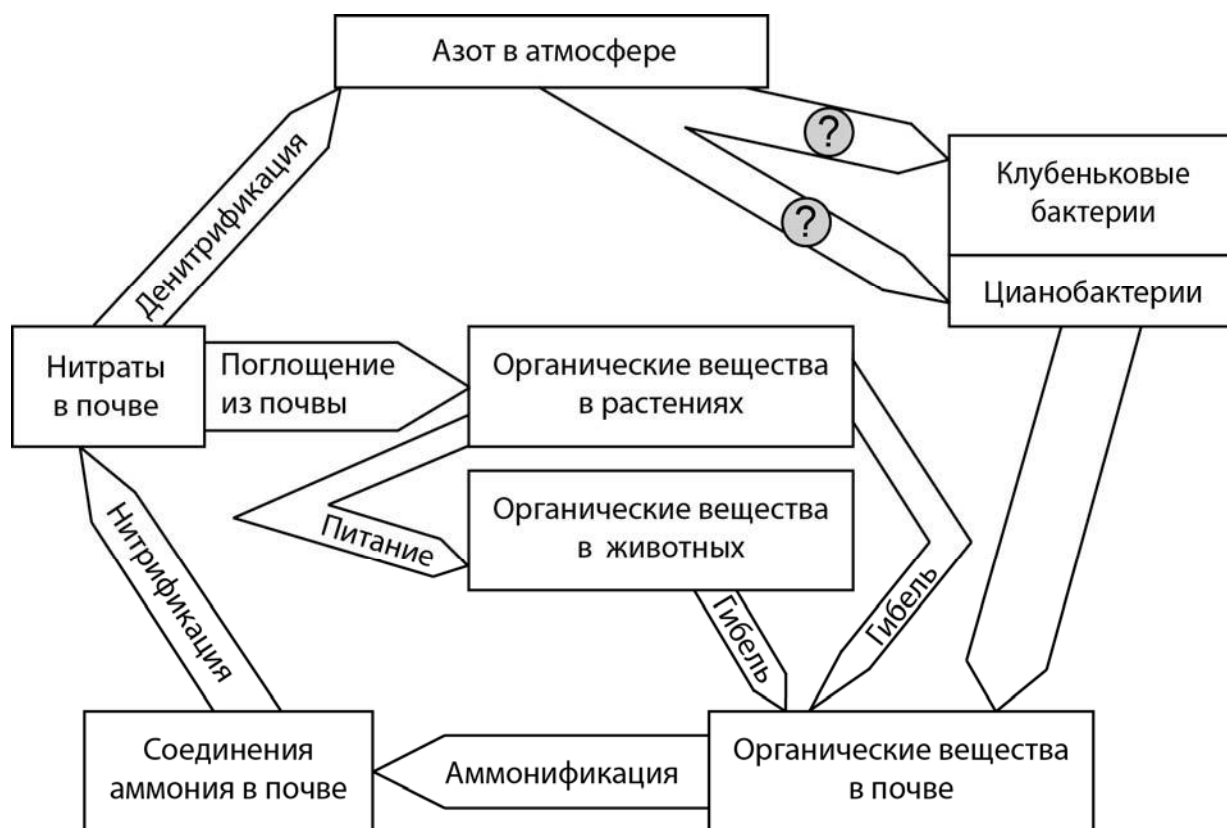 Азот в атмосфере
?
?
Клубеньковые
бактерии
Цианобактерии
Денитрификация
Нитраты
в почве
Поглощение
из почвы
Органические вещества
в растениях
Питание
Органические вещества
в животных
Гибель
Гибель
Нитрификация
Соединения
аммония в почве
Аммонификация
Органические вещества
в почве